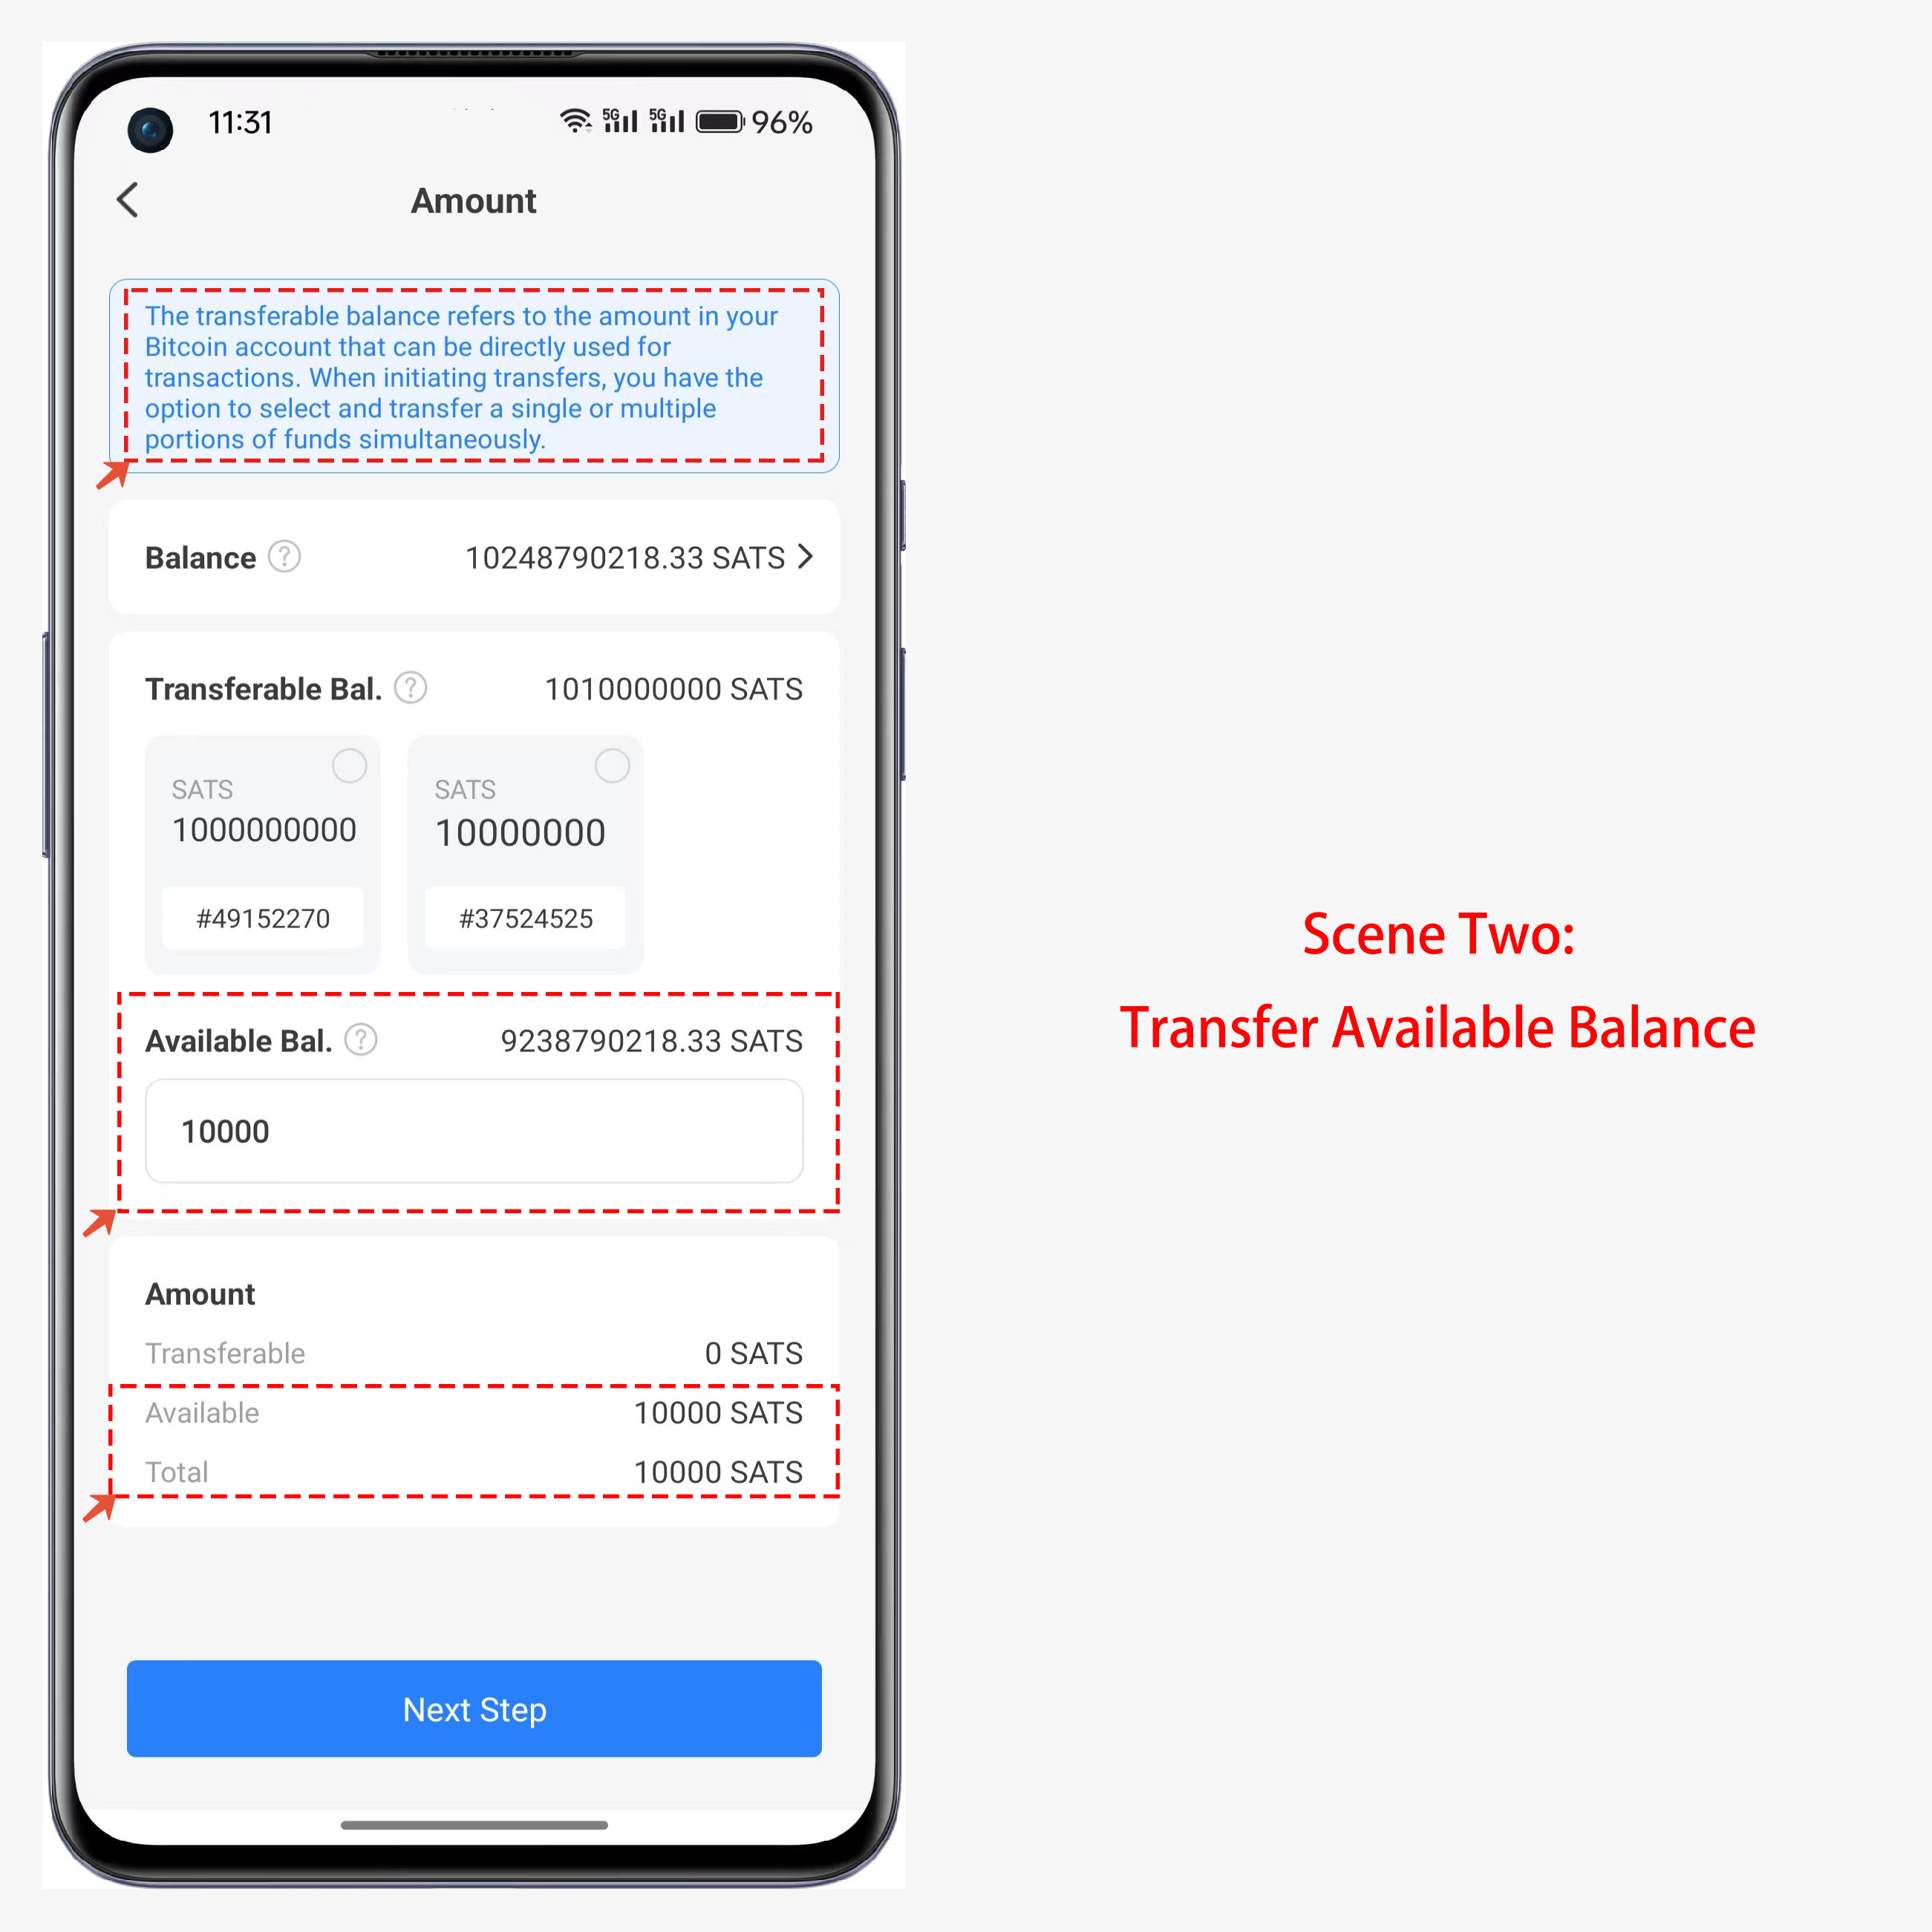 11:31
5G 5G 96%
Amount
The transferable balance refers to the amount in your
Bitcoin account that can be directly used for
transactions. When initiating transfers, you have the
option to select and transfer a single or multiple
portions of funds simultaneously.
Balance ? 10248790218.33 SATS
Transferable Bal. ? 1010000000 SATS
SATS
1000000000
#49152270
SATS
10000000
#37524525
Available Bal. ? 9238790218.33 SATS
10000
Amount
Transferable 0 SATS
Available 10000 SATS
Total 10000 SATS
Next Step
Scene Two:
Transfer Available Balance